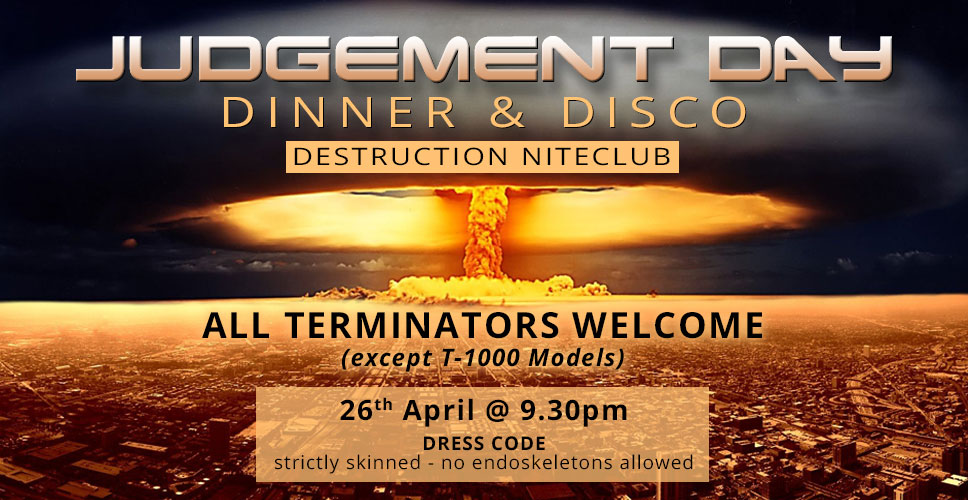 JUDGEMENT DAY
DINNER & DISCO
DESTRUCTION NITECLUB
ALL TERMINATORS WELCOME
(except T-1000 Models)
26th April @ 9.30pm
DRESS CODE
strictly skinned - no endoskeletons allowed